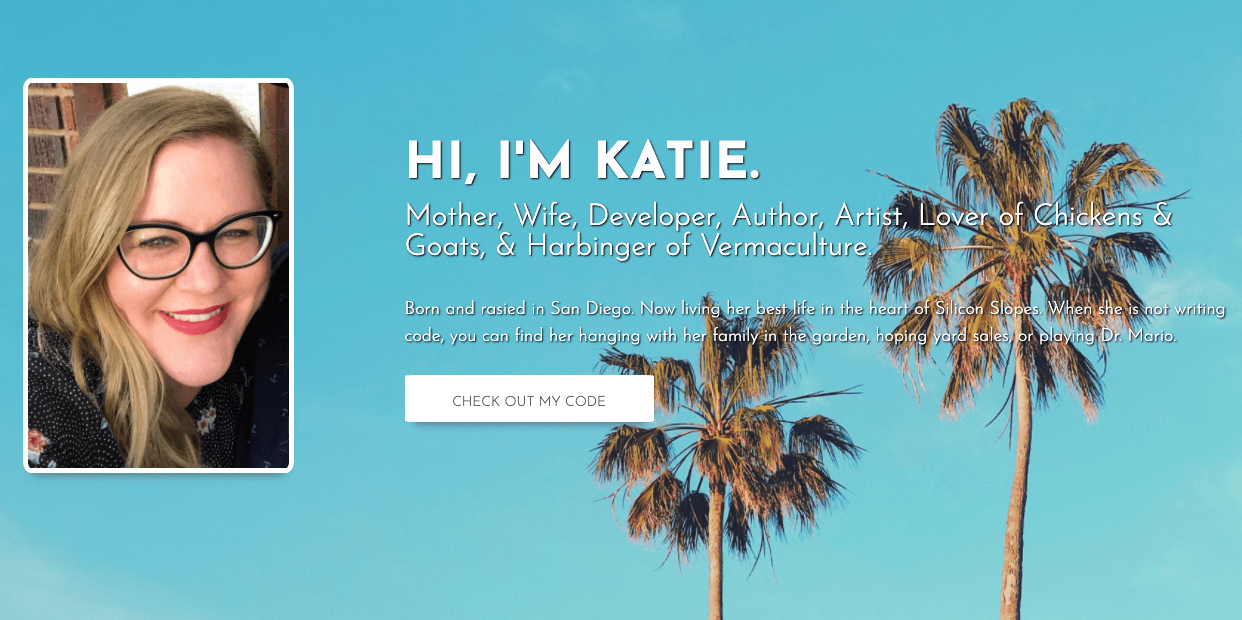 HI, I'M KATIE.
Mother, Wife, Developer, Author, Artist, Lover of Chickens &
Goats, & Harbinger of Vermaculture.
Born and rasied in San Diego. Now living her best life in the heart of Silicon Slopes. When she is not writing
code, you can find her hanging with her family in the garden, hoping yard sales, or playing Dr. Mario.
CHECK OUT MY CODE